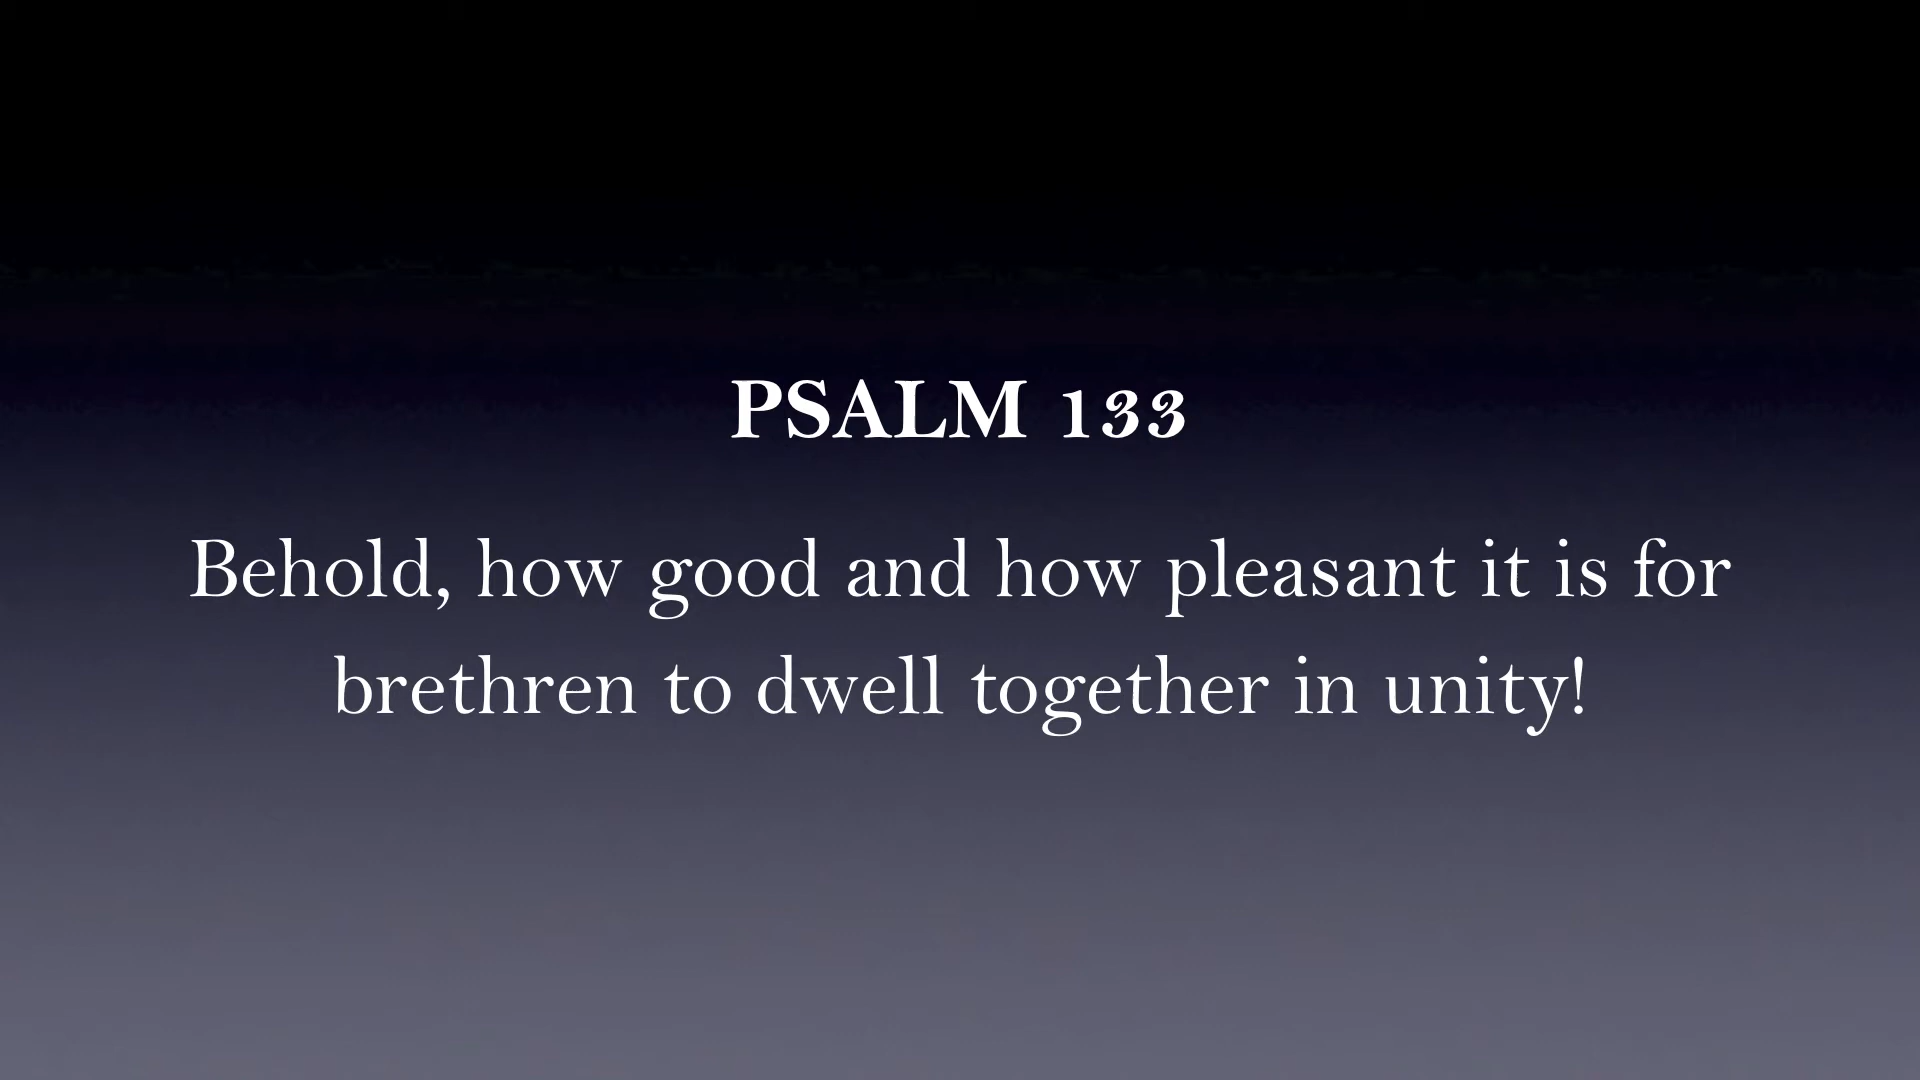 PSALM 133
Behold, how good and how pleasant it is for
brethren to dwell together in unity!